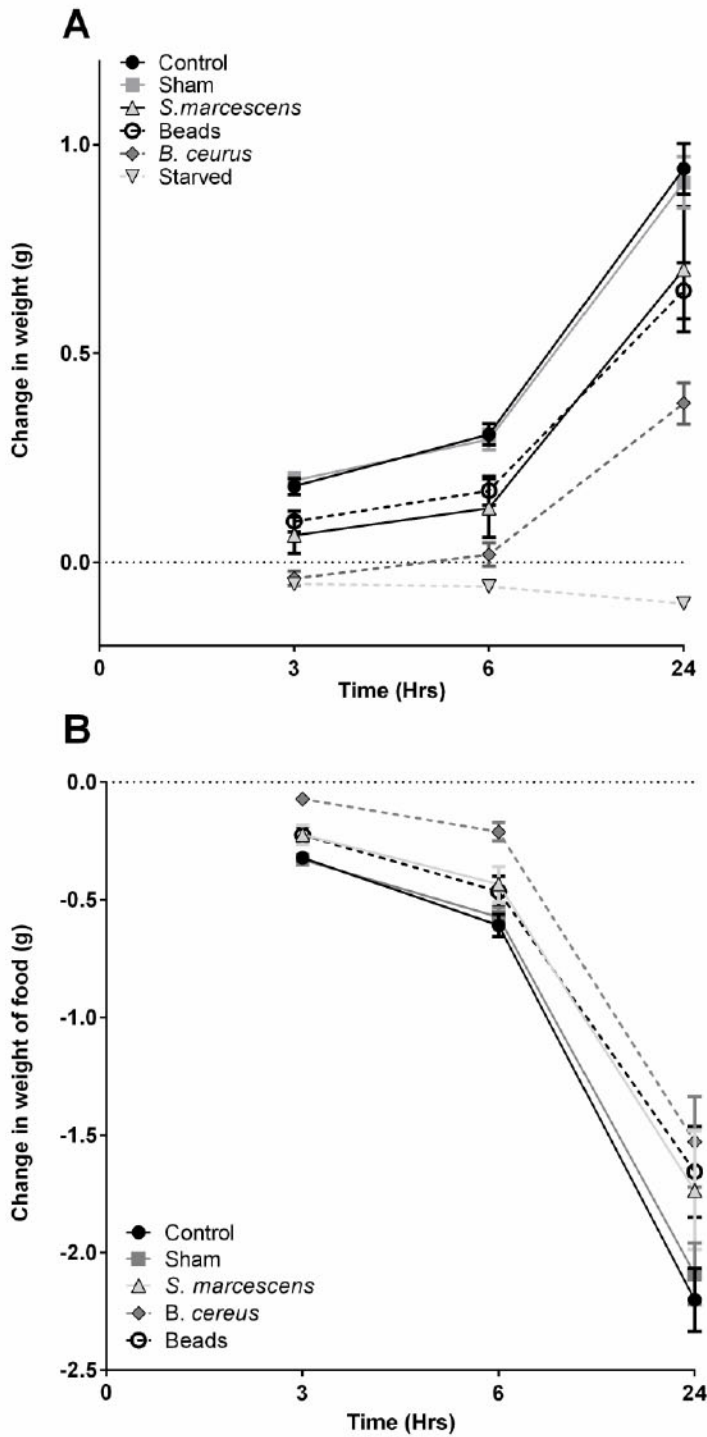 A
Control
Sham
S.marcescens
Beads
B. ceurus
Starved
Change in weight (g)
1.0
0.5
0.0
0
3
6
24
Time (Hrs)
B
Change in weight of food (g)
0.0
-0.5
-1.0
-1.5
-2.0
-2.5
Control
Sham
S. marcescens
B. cereus
Beads
0
3
6
24
Time (Hrs)